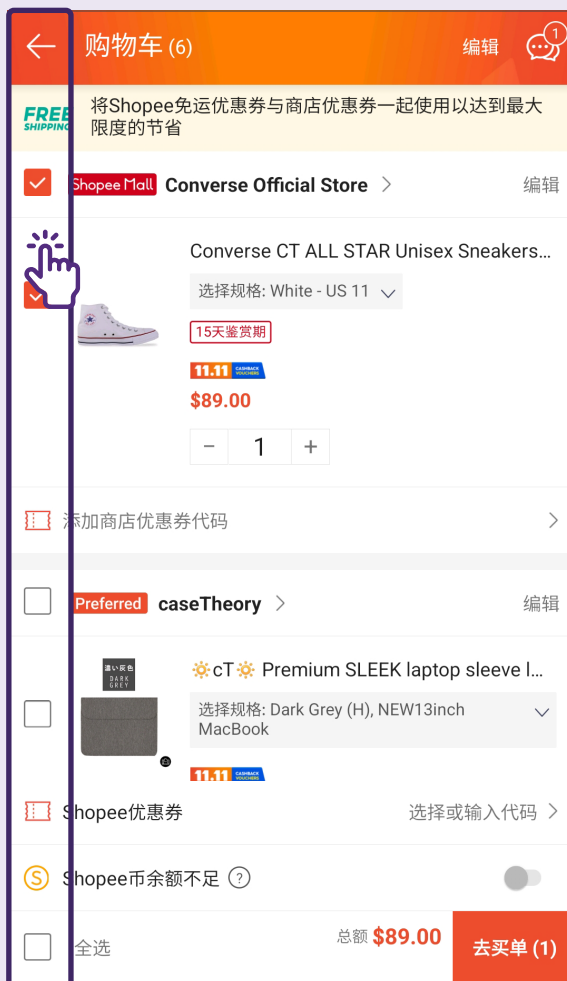 购物车 (6)
编辑
1
FREE
SHIPPING
将Shopee免运优惠券与商店优惠券一起使用以达到最大
限度的节省
Shopee Mall Converse Official Store
编辑
Converse CT ALL STAR Unisex Sneakers...
选择规格: White - US 11
15天鉴赏期
11.11 CASHBACK
VOUCHERS
$89.00
− 1 +
添加商店优惠券代码
Preferred caseTheory
编辑
濃い灰色
DARK
GREY
🔅cT🔅 Premium SLEEK laptop sleeve l...
选择规格: Dark Grey (H), NEW13inch
MacBook
11.11 CASHBACK
VOUCHERS
Shopee优惠券
选择或输入代码
S Shopee币余额不足 ?
全选
总额 $89.00
去买单 (1)